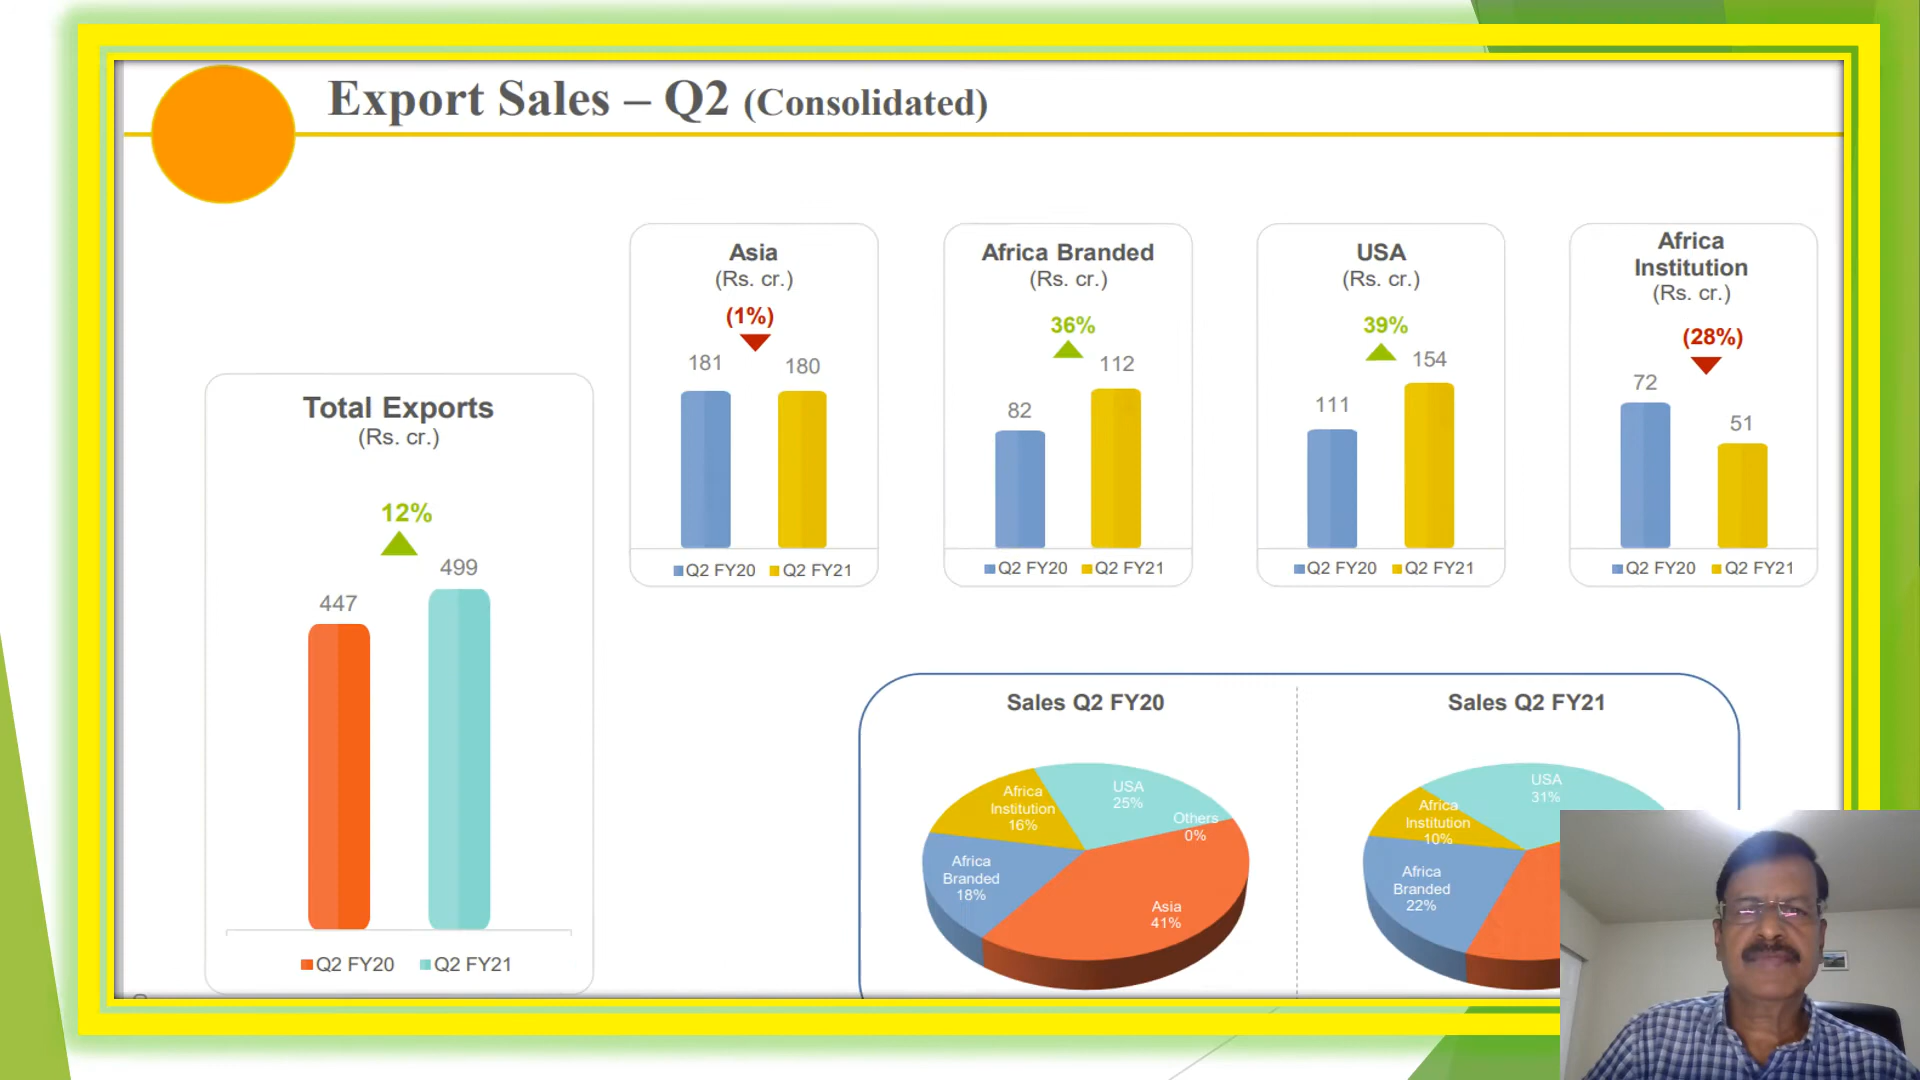 Export Sales – Q2 (Consolidated)
Total Exports
(Rs. cr.)
12%
447
499
Q2 FY20 Q2 FY21
Asia
(Rs. cr.)
(1%)
181
180
Q2 FY20 Q2 FY21
Africa Branded
(Rs. cr.)
36%
82
112
Q2 FY20 Q2 FY21
USA
(Rs. cr.)
39%
111
154
Q2 FY20 Q2 FY21
Africa
Institution
(Rs. cr.)
(28%)
72
51
Q2 FY20 Q2 FY21
Sales Q2 FY20
USA
25%
Others
0%
Africa
Institution
16%
Africa
Branded
18%
Asia
41%
Sales Q2 FY21
USA
31%
Africa
Institution
10%
Africa
Branded
22%